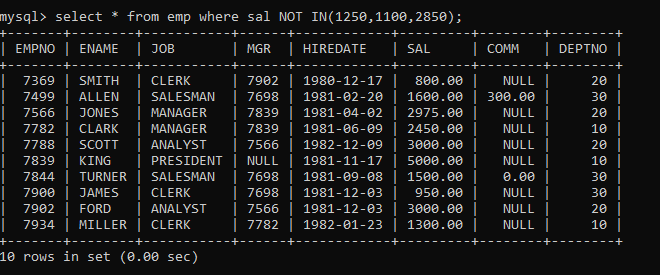 mysql> select * from emp where sal NOT IN(1250,1100,2850);
+-------+--------+-----------+------+------------+---------+--------+--------+
| EMPNO | ENAME  | JOB       | MGR  | HIREDATE   | SAL     | COMM   | DEPTNO |
+-------+--------+-----------+------+------------+---------+--------+--------+
|  7369 | SMITH  | CLERK     | 7902 | 1980-12-17 |  800.00 |   NULL |     20 |
|  7499 | ALLEN  | SALESMAN  | 7698 | 1981-02-20 | 1600.00 | 300.00 |     30 |
|  7566 | JONES  | MANAGER   | 7839 | 1981-04-02 | 2975.00 |   NULL |     20 |
|  7782 | CLARK  | MANAGER   | 7839 | 1981-06-09 | 2450.00 |   NULL |     10 |
|  7788 | SCOTT  | ANALYST   | 7566 | 1982-12-09 | 3000.00 |   NULL |     20 |
|  7839 | KING   | PRESIDENT | NULL | 1981-11-17 | 5000.00 |   NULL |     10 |
|  7844 | TURNER | SALESMAN  | 7698 | 1981-09-08 | 1500.00 |   0.00 |     30 |
|  7900 | JAMES  | CLERK     | 7698 | 1981-12-03 |  950.00 |   NULL |     30 |
|  7902 | FORD   | ANALYST   | 7566 | 1981-12-03 | 3000.00 |   NULL |     20 |
|  7934 | MILLER | CLERK     | 7782 | 1982-01-23 | 1300.00 |   NULL |     10 |
+-------+--------+-----------+------+------------+---------+--------+--------+
10 rows in set (0.00 sec)